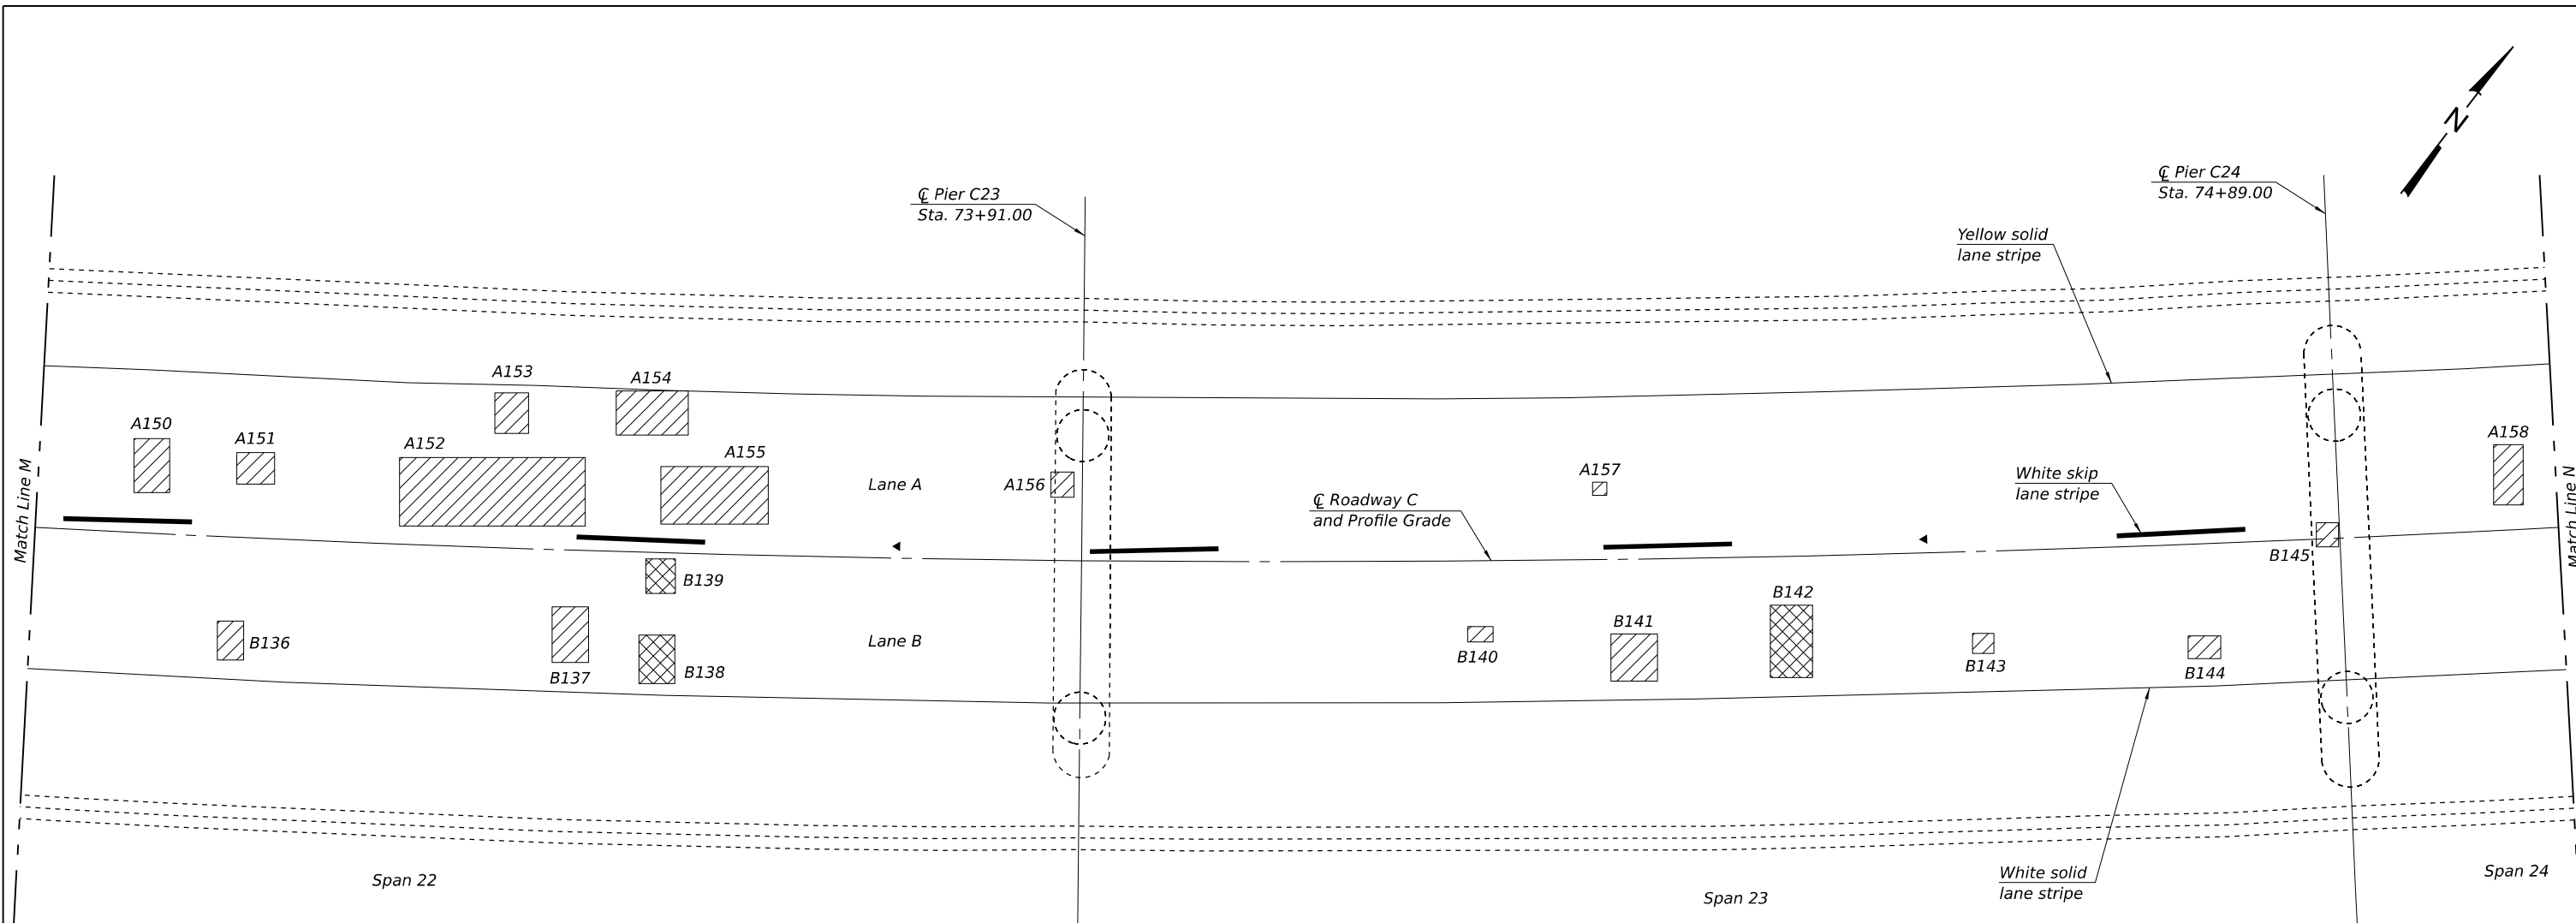 N
℄ Pier C23
Sta. 73+91.00
℄ Pier C24
Sta. 74+89.00
Yellow solid
lane stripe
A153
A154
A150
A151
A152
A155
Lane A
A156
A157
White skip
lane stripe
A158
℄ Roadway C
and Profile Grade
Match Line M
Match Line N
B145
B139
B136
B137
B138
Lane B
B140
B141
B142
B143
B144
Span 22
Span 23
White solid
lane stripe
Span 24